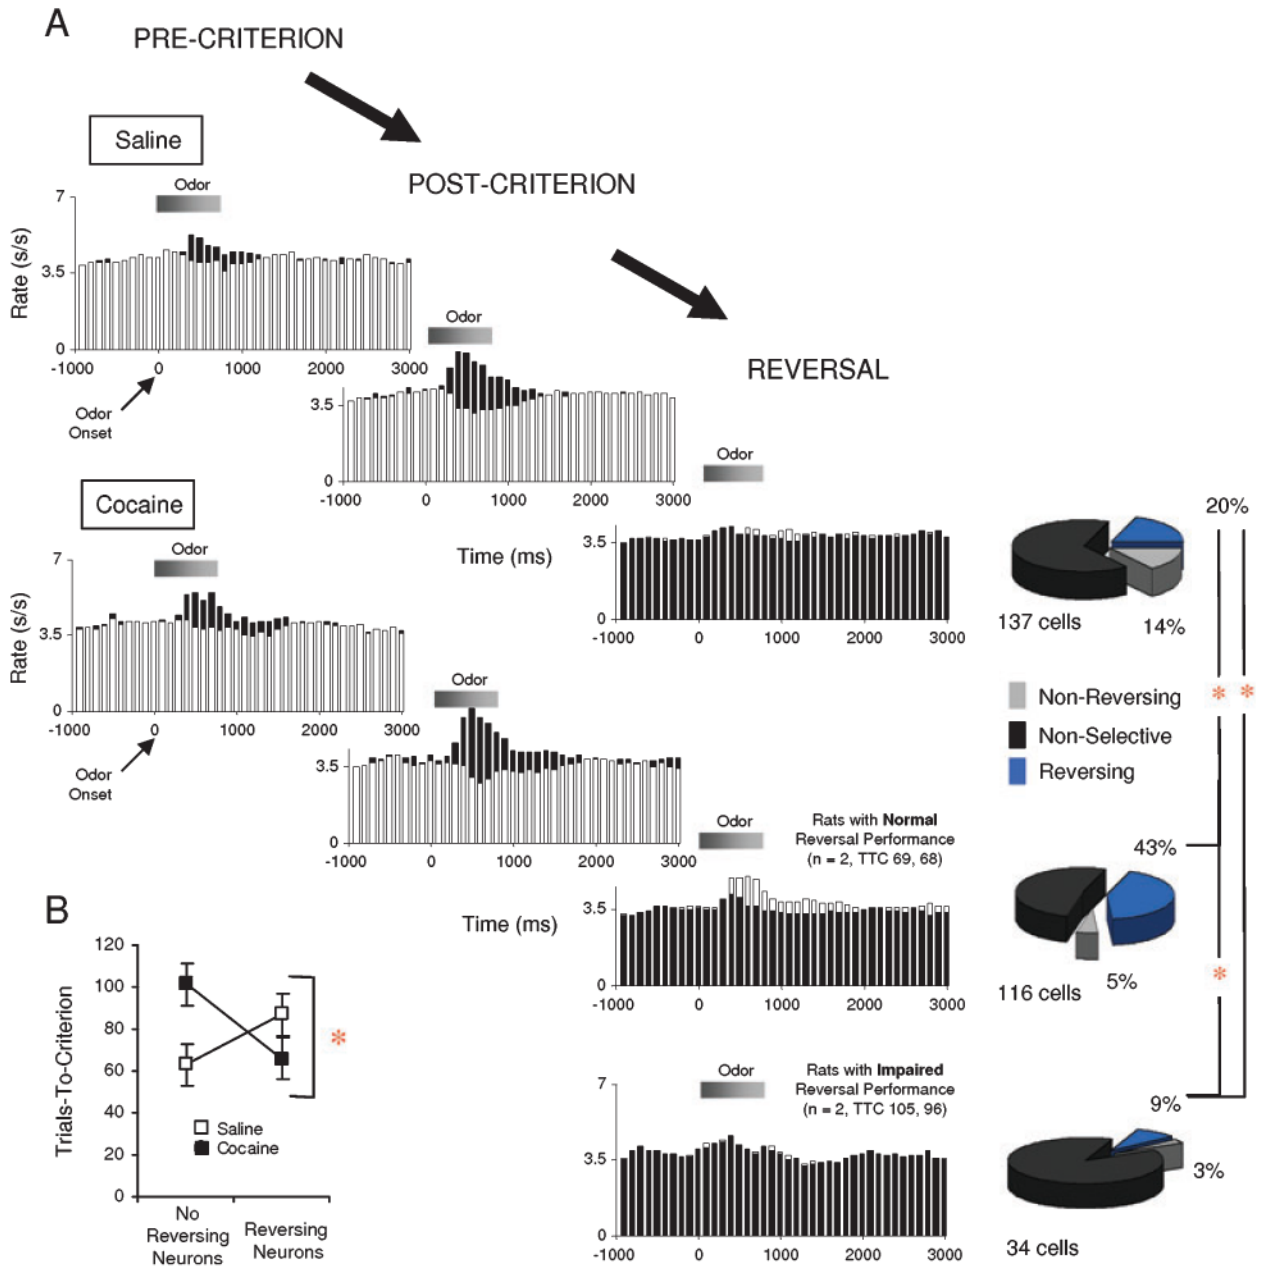 A
PRE-CRITERION
Saline
POST-CRITERION
Odor
7
3.5
0
Rate (s/s)
-1000 0 1000 2000 3000
Odor
Onset
Odor
3.5
0
-1000 0 1000 2000 3000
Time (ms)
REVERSAL
Odor
3.5
0
-1000 0 1000 2000 3000
20%
137 cells
14%
Non-Reversing
Non-Selective
Reversing
* *
Cocaine
Odor
7
3.5
0
Rate (s/s)
-1000 0 1000 2000 3000
Odor
Onset
Odor
3.5
0
-1000 0 1000 2000 3000
Time (ms)
Odor
Rats with Normal
Reversal Performance
(n = 2, TTC 69, 68)
3.5
0
-1000 0 1000 2000 3000
43%
116 cells
5%
*
Odor
Rats with Impaired
Reversal Performance
(n = 2, TTC 105, 96)
7
3.5
0
-1000 0 1000 2000 3000
9%
3%
34 cells
B
Trials-To-Criterion
120
100
80
60
40
20
0
*
Saline
Cocaine
No
Reversing
Neurons
Reversing
Neurons